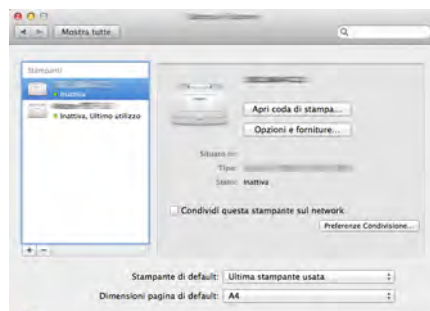 Mostra tutte
Stampanti
Inattiva
Inattiva, Ultimo utilizzo
Apri coda di stampa...
Opzioni e forniture...
Situato in:
Tipo:
Stato: Inattiva
Condividi questa stampante sul network
Preferenze Condivisione...
+ −
Stampante di default: Ultima stampante usata
Dimensioni pagina di default: A4